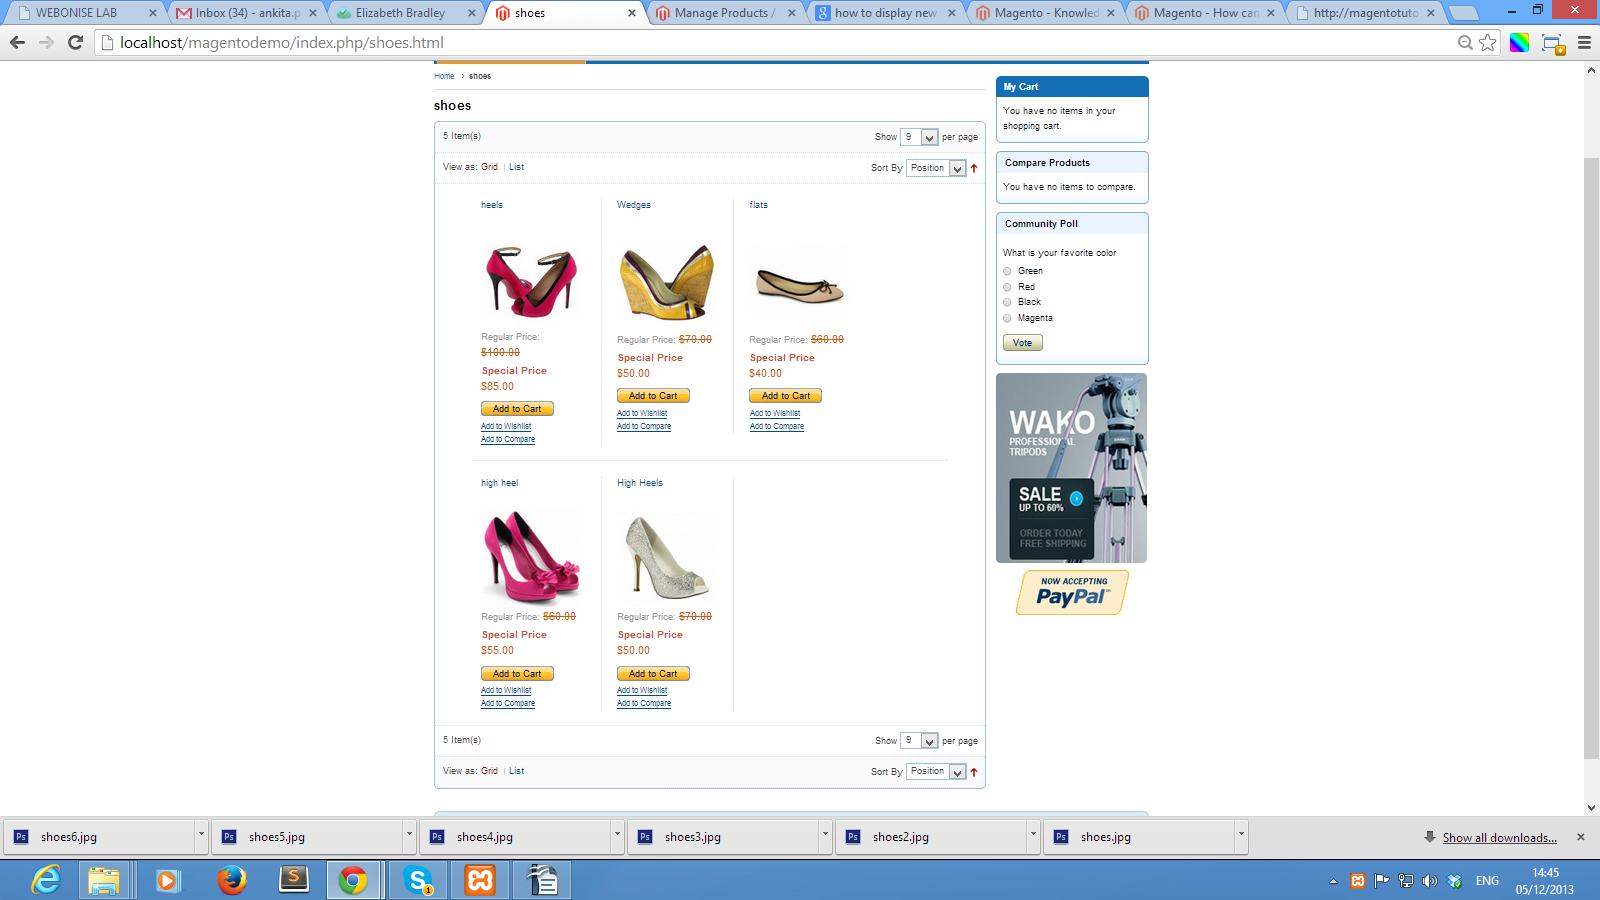 WEBONISE LAB
Inbox (34) - ankita.p
Elizabeth Bradley
shoes
Manage Products /
how to display new
Magento - Knowled
Magento - How can
http://magentotuto
localhost/magentodemo/index.php/shoes.html
Home › shoes
shoes
5 Item(s)
Show 9 per page
View as: Grid | List
Sort By Position
heels
Wedges
flats
Regular Price:
$100.00
Special Price
$85.00
Add to Cart
Add to Wishlist
Add to Compare
Regular Price: $70.00
Special Price
$50.00
Add to Cart
Add to Wishlist
Add to Compare
Regular Price: $60.00
Special Price
$40.00
Add to Cart
Add to Wishlist
Add to Compare
high heel
High Heels
Regular Price: $60.00
Special Price
$55.00
Add to Cart
Add to Wishlist
Add to Compare
Regular Price: $70.00
Special Price
$50.00
Add to Cart
Add to Wishlist
Add to Compare
5 Item(s)
Show 9 per page
View as: Grid | List
Sort By Position
My Cart
You have no items in your
shopping cart.
Compare Products
You have no items to compare.
Community Poll
What is your favorite color
Green
Red
Black
Magenta
Vote
WAKO
PROFESSIONAL
TRIPODS
SALE
UP TO 60%
ORDER TODAY
FREE SHIPPING
NOW ACCEPTING
PayPal
shoes6.jpg
shoes5.jpg
shoes4.jpg
shoes3.jpg
shoes2.jpg
shoes.jpg
Show all downloads...
ENG
14:45
05/12/2013